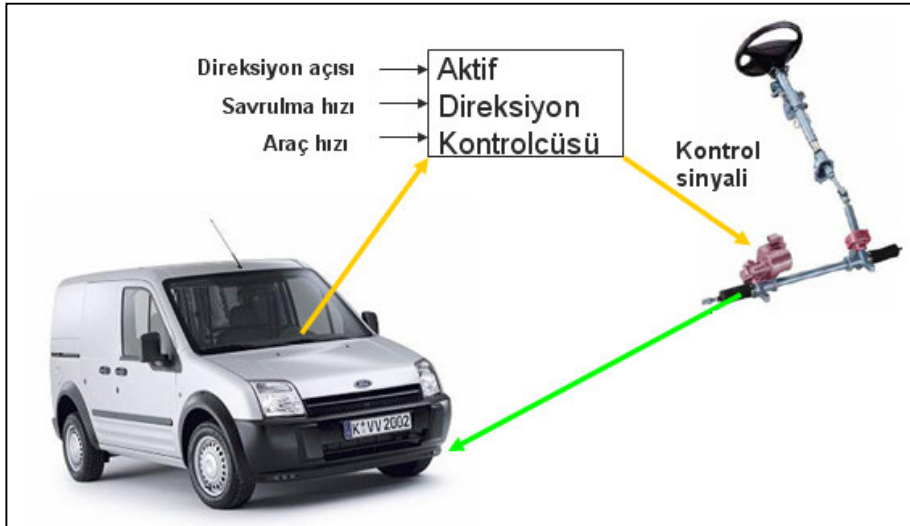 Direksiyon açısı
Savrulma hızı
Araç hızı
Aktif
Direksiyon
Kontrolcüsü
Kontrol
sinyali
K VV 2002